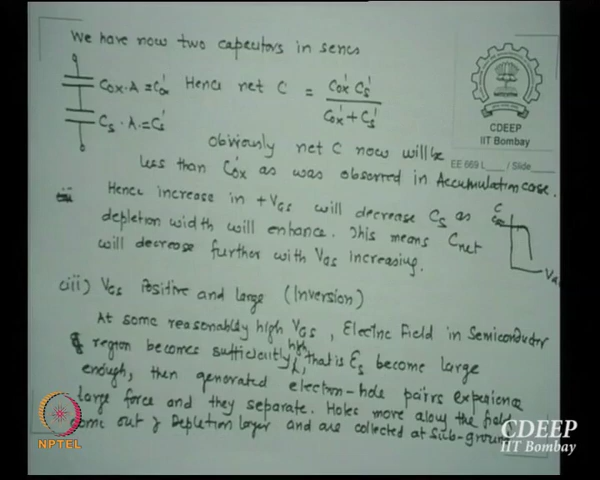 We have now two capacitors in series
Cox·A = C'ox Hence net C = C'ox C's / C'ox + C's
Cs·A = C's
Obviously net C now will be
less than C'ox as was observed in Accumulation case.
Hence increase in +VGS will decrease Cs as
depletion width will enhance. This means Cnet
will decrease further with VGS increasing.
C
VGS
(iii) VGS Positive and large (Inversion)
At some reasonably high VGS, Electric Field in Semiconductor
region becomes sufficiently high, that is Es become large
enough, then generated electron-hole pairs experience
large force and they separate. Holes move along the field
come out of Depletion layer and are collected at Sub-ground
CDEEP
IIT Bombay
EE 669 L /Slide
NPTEL
CDEEP
IIT Bombay